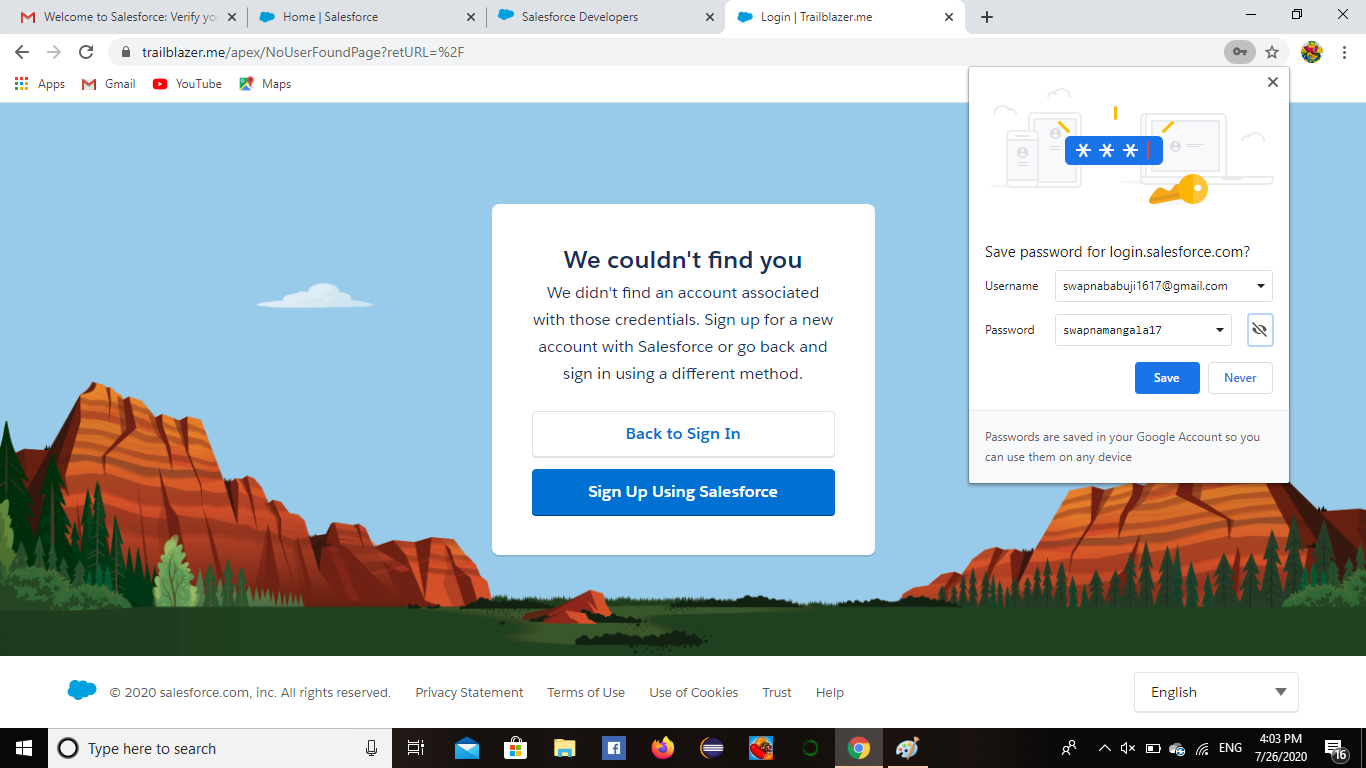 Welcome to Salesforce: Verify yo
Home | Salesforce
Salesforce Developers
Login | Trailblazer.me
trailblazer.me/apex/NoUserFoundPage?retURL=%2F
Apps Gmail YouTube Maps
We couldn't find you
We didn't find an account associated
with those credentials. Sign up for a new
account with Salesforce or go back and
sign in using a different method.
Back to Sign In
Sign Up Using Salesforce
***
Save password for login.salesforce.com?
Username swapnababuji1617@gmail.com
Password swapnamangala17
Save Never
Passwords are saved in your Google Account so you
can use them on any device
© 2020 salesforce.com, inc. All rights reserved. Privacy Statement Terms of Use Use of Cookies Trust Help
English
Type here to search
ENG
4:03 PM
7/26/2020
16